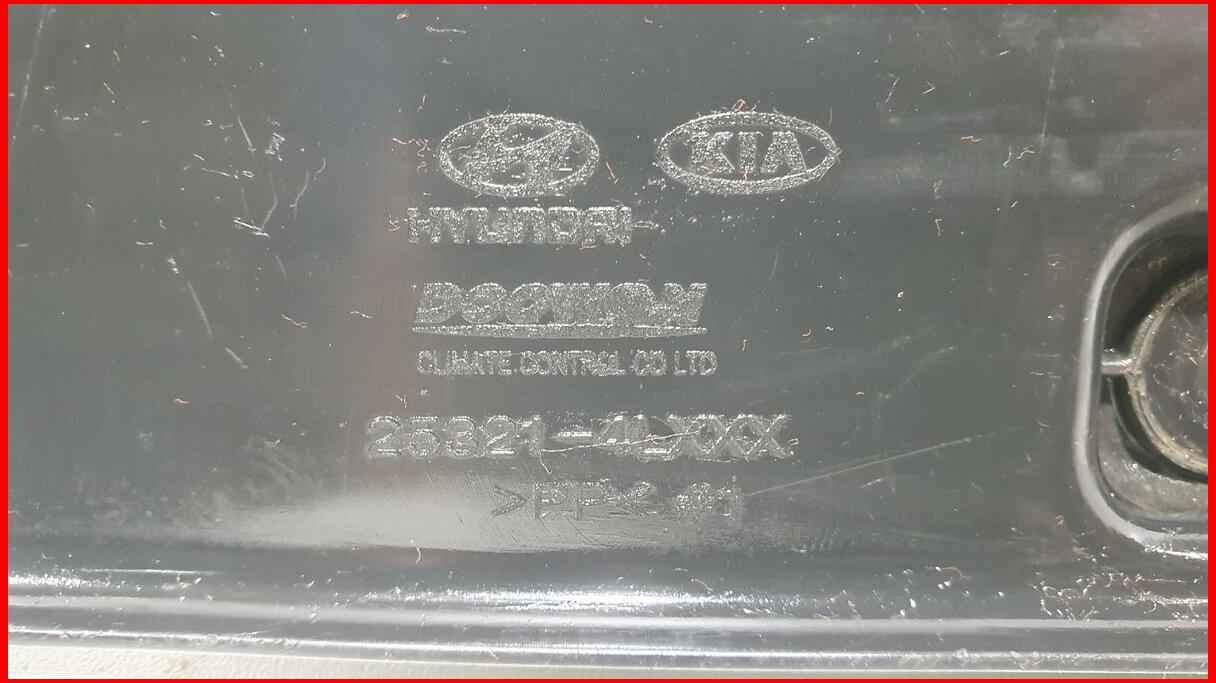 KIA
HYUNDAI
DOOWON
CLIMATE CONTROL CO LTD
25321-4LXXX
>PP<